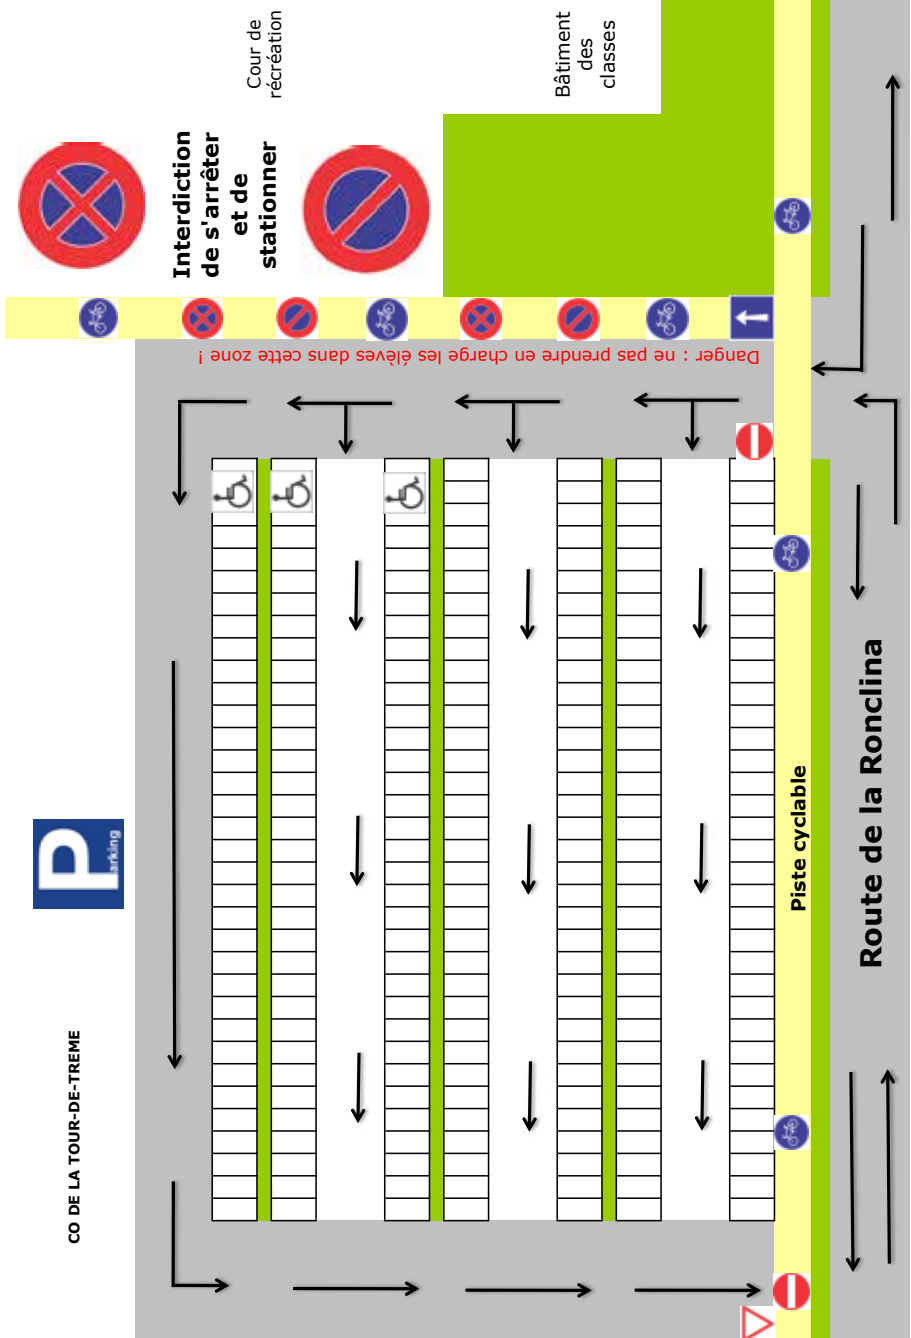 CO DE LA TOUR-DE-TREME
Parking
Interdiction
de s'arrêter
et de
stationner
Cour de
récréation
Bâtiment
des
classes
Danger : ne pas prendre en charge les élèves dans cette zone !
Piste cyclable
Route de la Ronclina